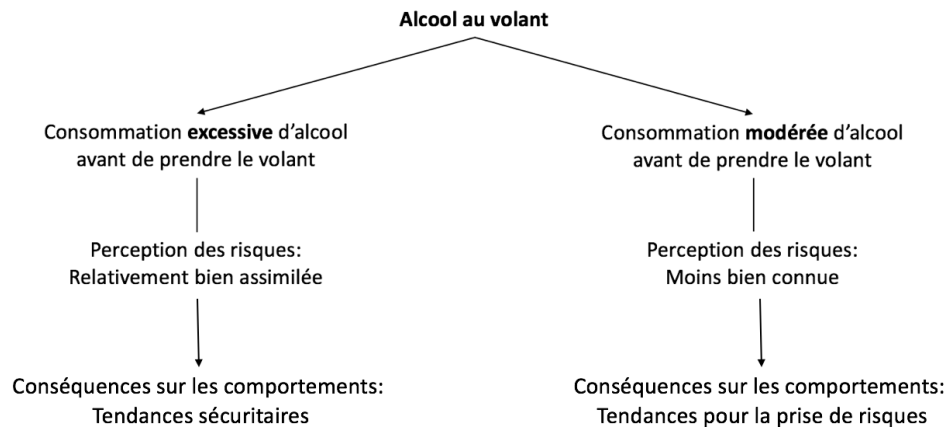 Alcool au volant
Consommation excessive d'alcool
avant de prendre le volant
Consommation modérée d'alcool
avant de prendre le volant
Perception des risques:
Relativement bien assimilée
Perception des risques:
Moins bien connue
Conséquences sur les comportements:
Tendances sécuritaires
Conséquences sur les comportements:
Tendances pour la prise de risques